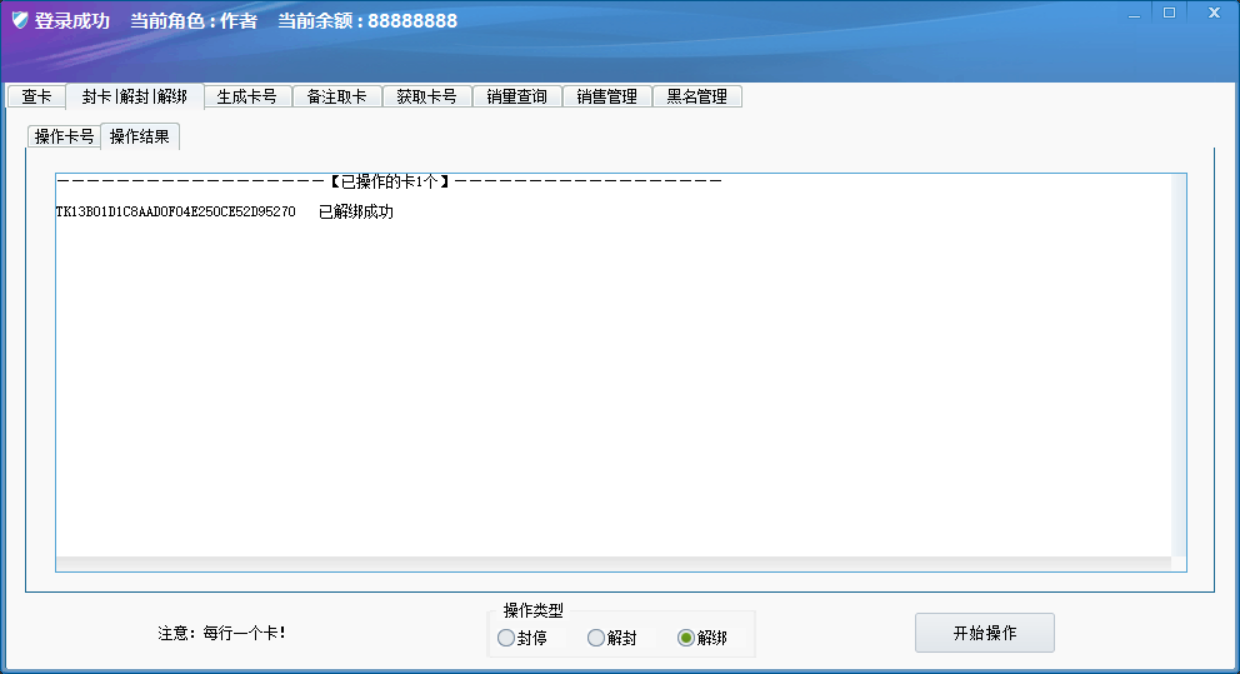 登录成功 当前角色:作者 当前余额:88888888
查卡 封卡|解封|解绑 生成卡号 备注取卡 获取卡号 销量查询 销售管理 黑名管理
操作卡号 操作结果
------------------【已操作的卡1个】------------------
TK13B01D1C8AAD0F04E250CE52D95270 已解绑成功
操作类型
注意: 每行一个卡! 封停 解封 解绑 开始操作